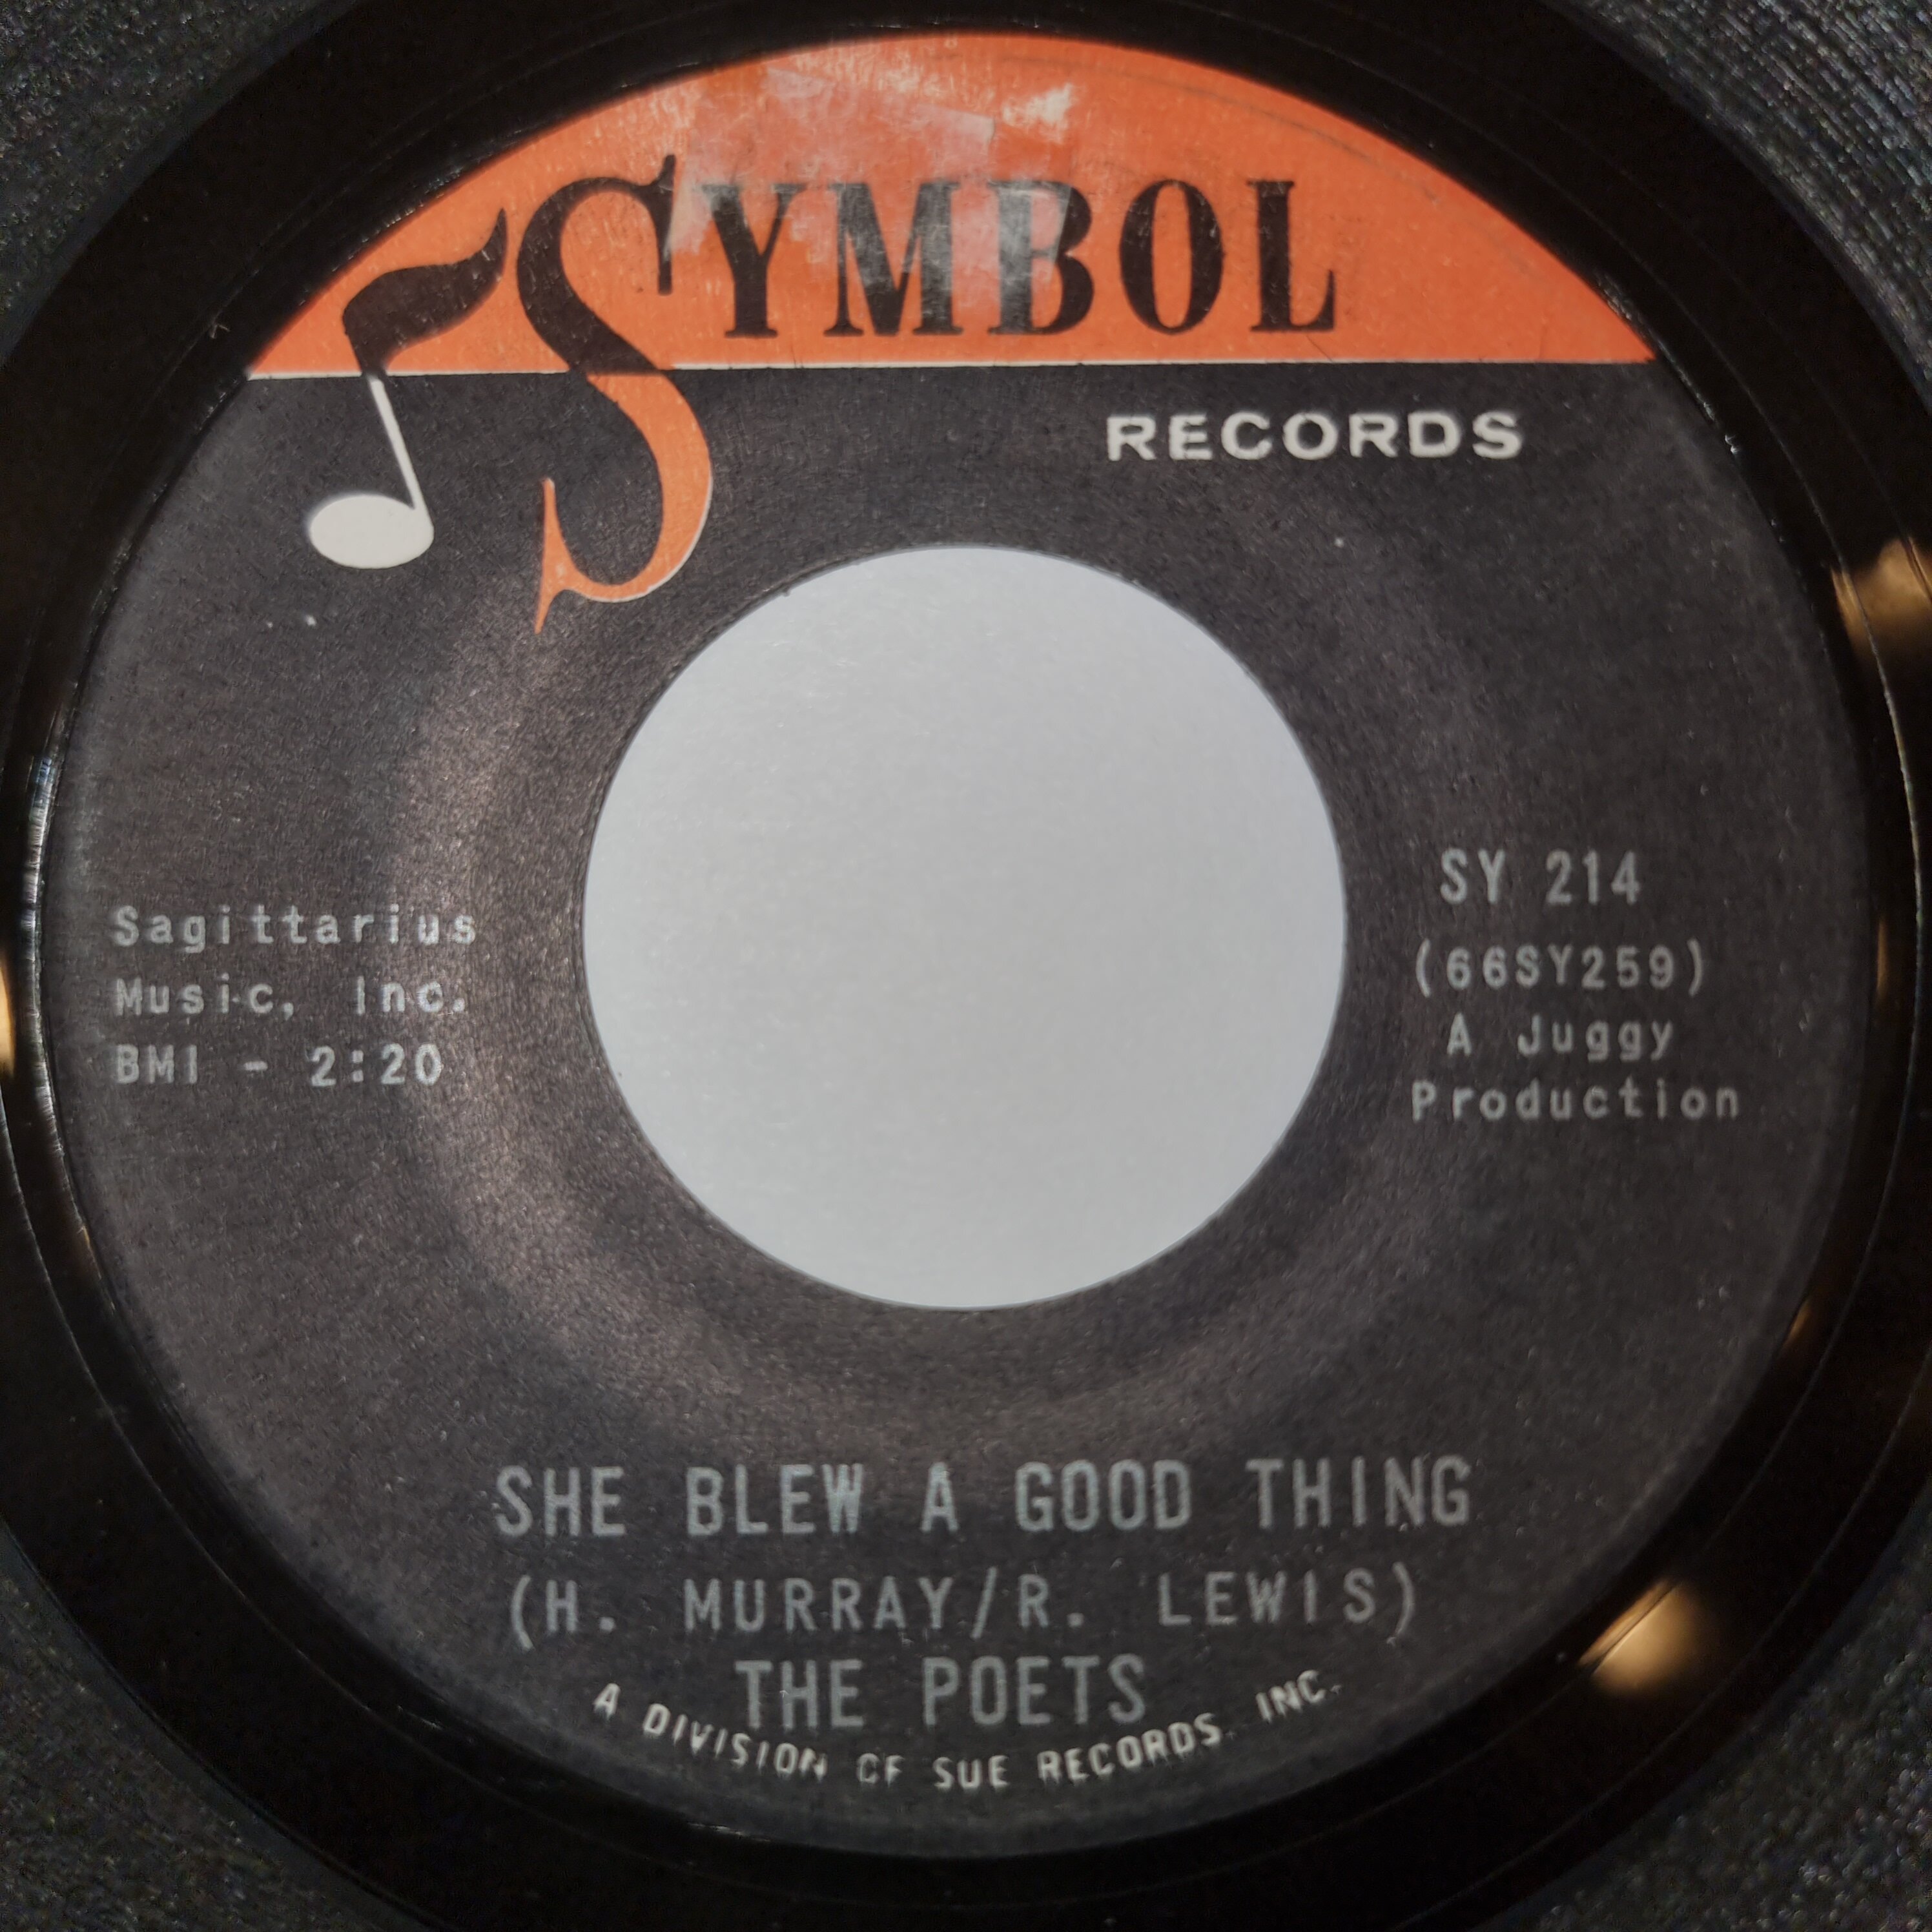 SYMBOL
RECORDS
Sagittarius
Music, Inc.
BMI - 2:20
SY 214
(66SY259)
A Juggy
Production
SHE BLEW A GOOD THING
(H. MURRAY/R. LEWIS)
THE POETS
A DIVISION OF SUE RECORDS, INC.